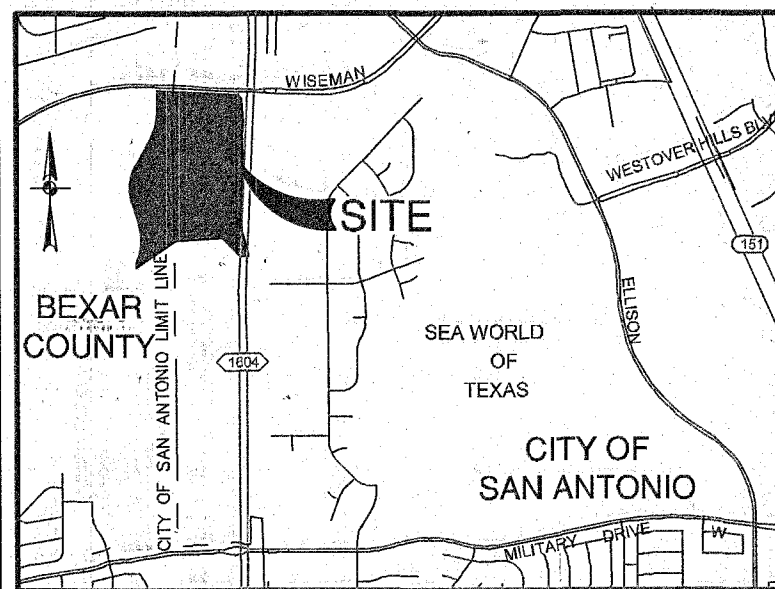 WISEMAN
WESTOVER HILLS BLV
SITE
151
BEXAR
COUNTY
CITY OF SAN ANTONIO LIMIT LINE
1604
ELLISON
SEA WORLD
OF
TEXAS
CITY OF
SAN ANTONIO
MILITARY DRIVE W